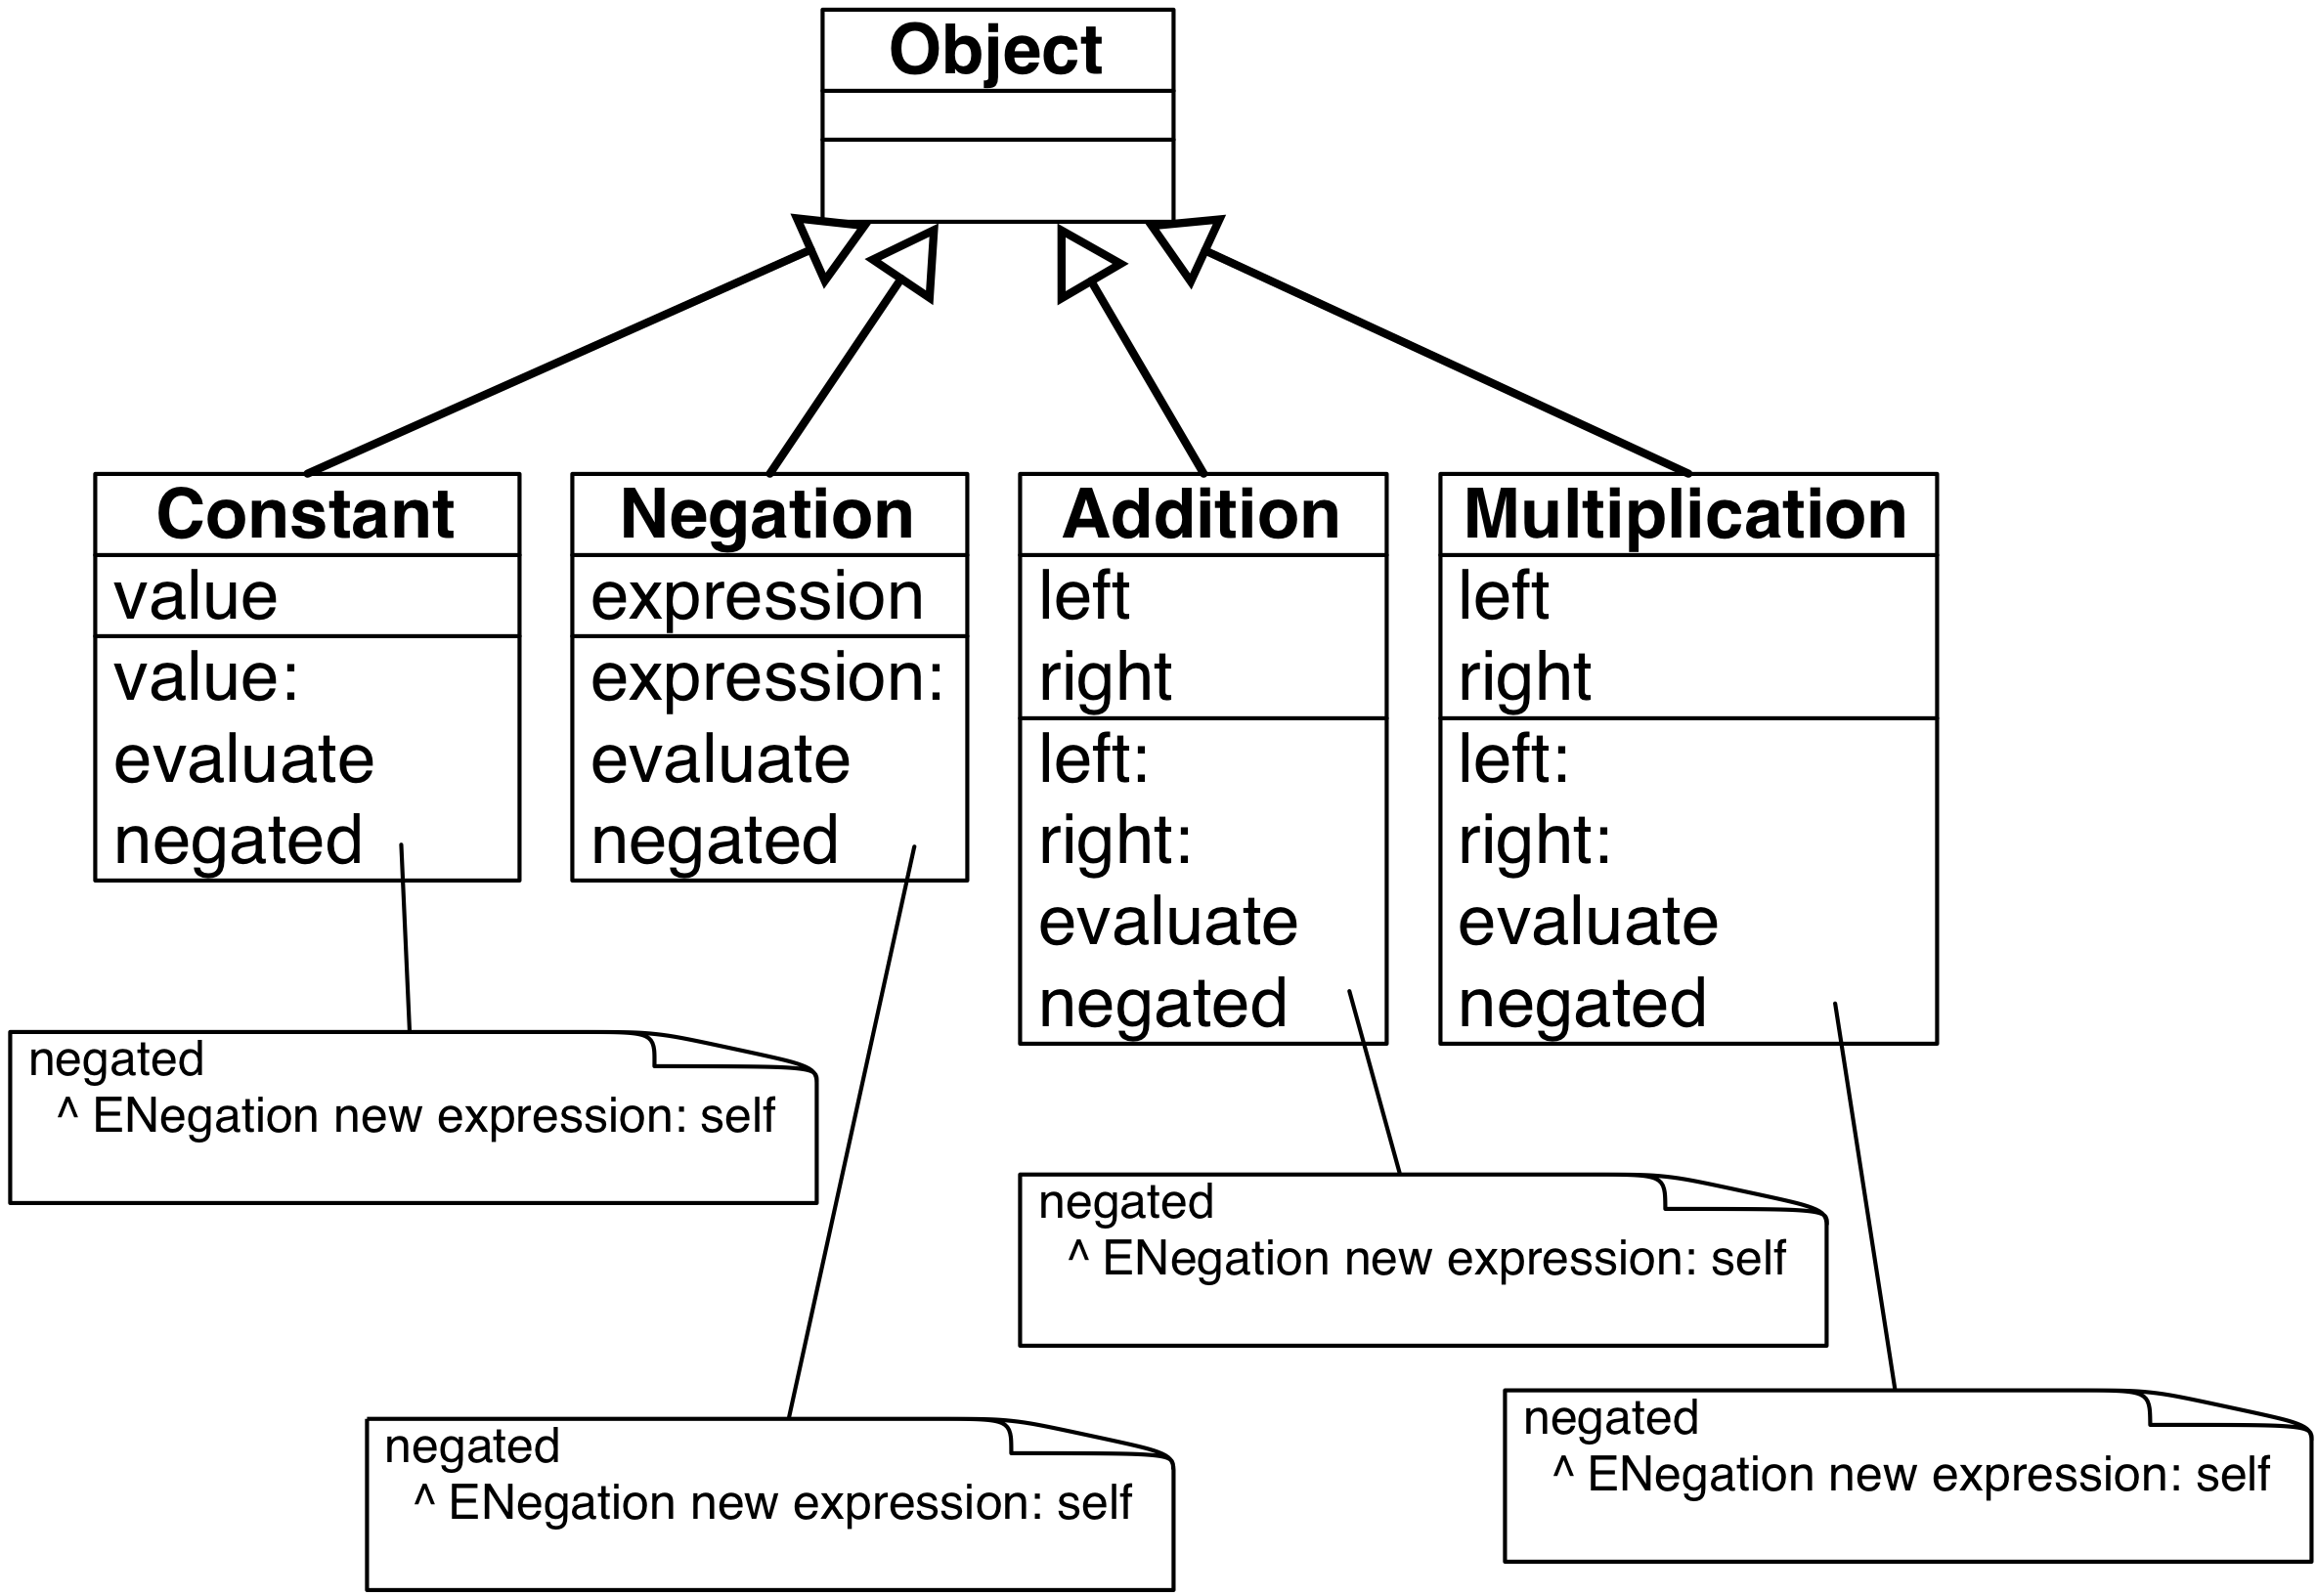 Object
Constant
value
value:
evaluate
negated
Negation
expression
expression:
evaluate
negated
Addition
left
right
left:
right:
evaluate
negated
Multiplication
left
right
left:
right:
evaluate
negated
negated
^ ENegation new expression: self
negated
^ ENegation new expression: self
negated
^ ENegation new expression: self
negated
^ ENegation new expression: self